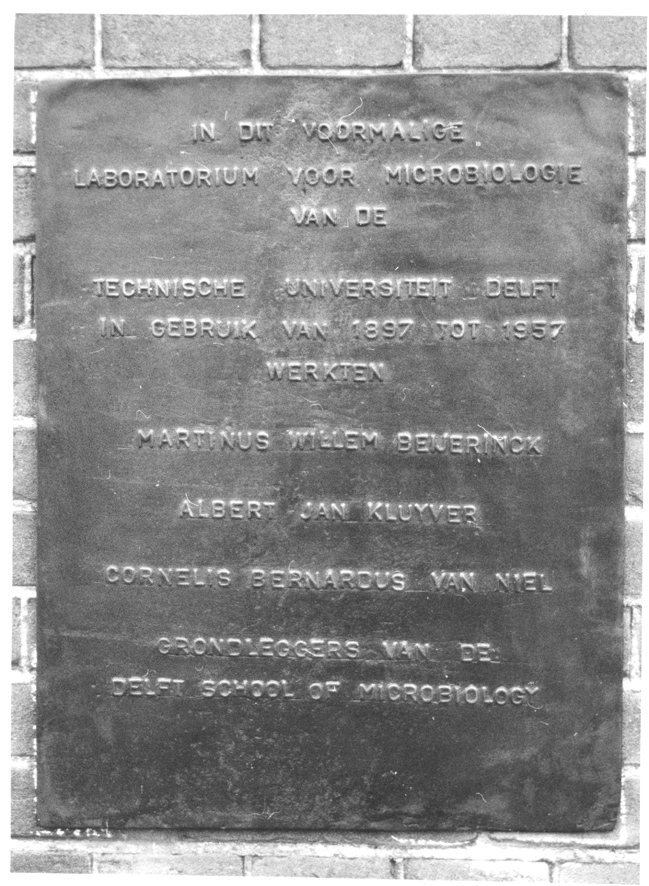 IN DIT VOORMALIGE
LABORATORIUM VOOR MICROBIOLOGIE
VAN DE
TECHNISCHE UNIVERSITEIT DELFT
IN GEBRUIK VAN 1897 TOT 1957
WERKTEN
MARTINUS WILLEM BEIJERINCK
ALBERT JAN KLUYVER
CORNELIS BERNARDUS VAN NIEL
GRONDLEGGERS VAN DE
DELFT SCHOOL OF MICROBIOLOGY